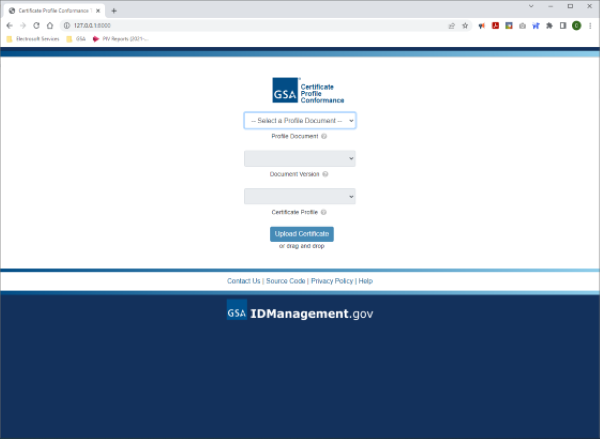 Certificate Profile Conformance
127.0.0.1:8000
Electrosoft Services
GSA
PIV Reports (2021-...
GSA
Certificate
Profile
Conformance
-- Select a Profile Document --
Profile Document
Document Version
Certificate Profile
Upload Certificate
or drag and drop
Contact Us | Source Code | Privacy Policy | Help
GSA IDManagement.gov